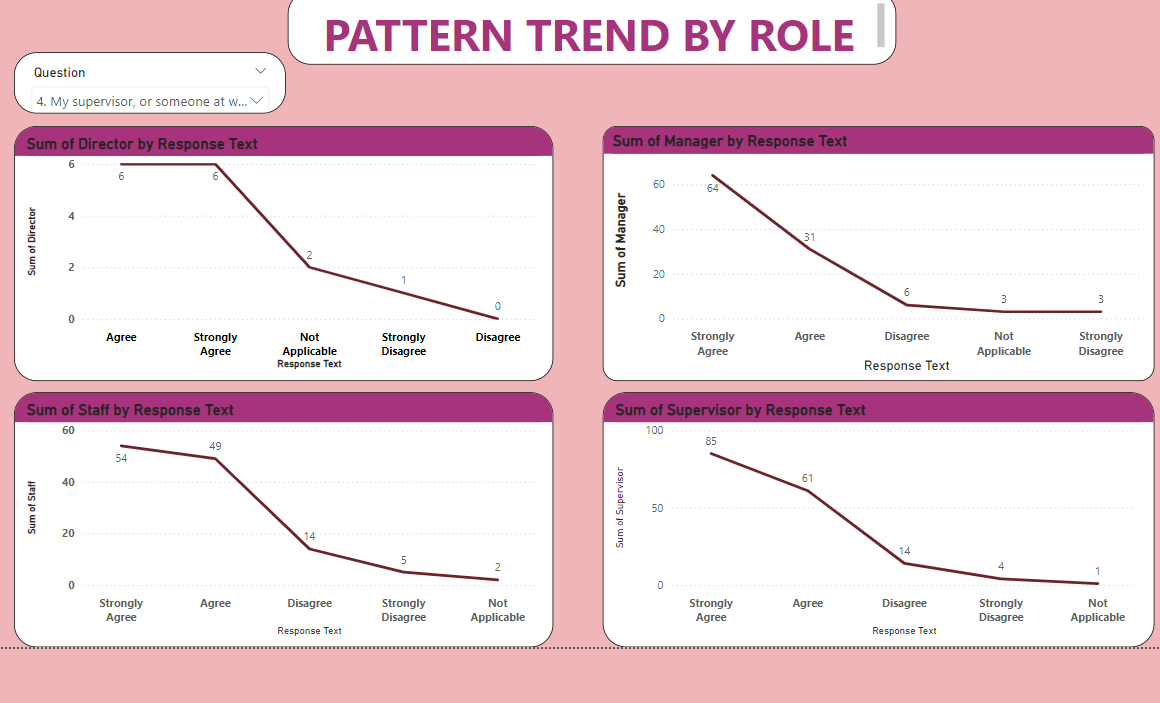 PATTERN TREND BY ROLE
Question
4. My supervisor, or someone at w...
Sum of Director by Response Text
Sum of Director
6
4
2
0
6
6
2
1
0
Agree
Strongly
Agree
Not
Applicable
Strongly
Disagree
Disagree
Response Text
Sum of Manager by Response Text
Sum of Manager
60
40
20
0
64
31
6
3
3
Strongly
Agree
Agree
Disagree
Not
Applicable
Strongly
Disagree
Response Text
Sum of Staff by Response Text
Sum of Staff
60
40
20
0
54
49
14
5
2
Strongly
Agree
Agree
Disagree
Strongly
Disagree
Not
Applicable
Response Text
Sum of Supervisor by Response Text
Sum of Supervisor
100
50
0
85
61
14
4
1
Strongly
Agree
Agree
Disagree
Strongly
Disagree
Not
Applicable
Response Text